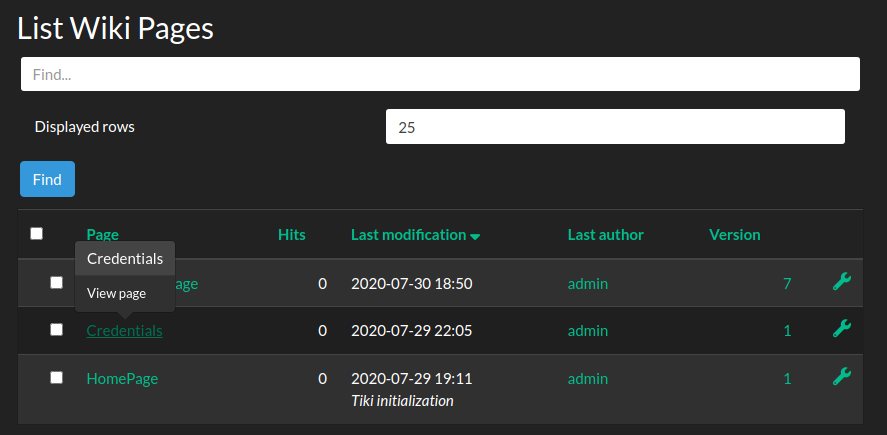 List Wiki Pages
Find...
Displayed rows 25
Find
Page Hits Last modification Last author Version
Credentials
View page
age 0 2020-07-30 18:50 admin 7
Credentials 0 2020-07-29 22:05 admin 1
HomePage 0 2020-07-29 19:11 admin 1
Tiki initialization